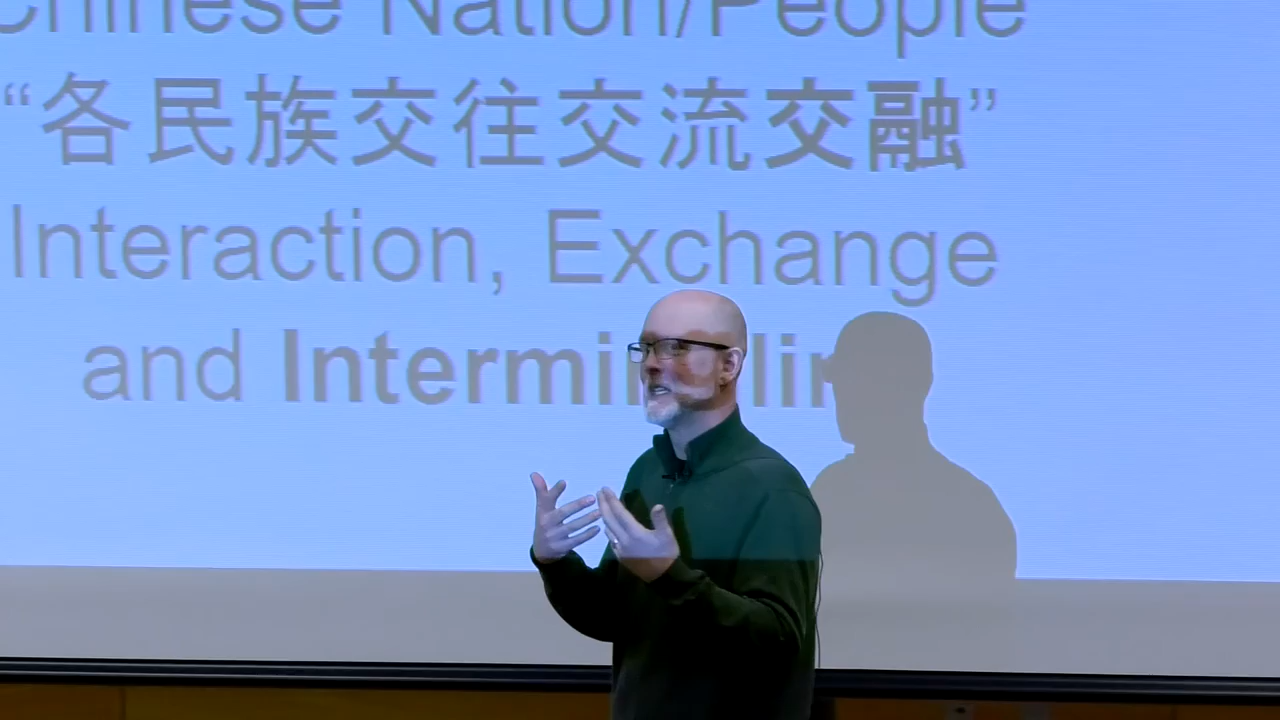 Chinese Nation/People
“各民族交往交流交融”
Interaction, Exchange
and